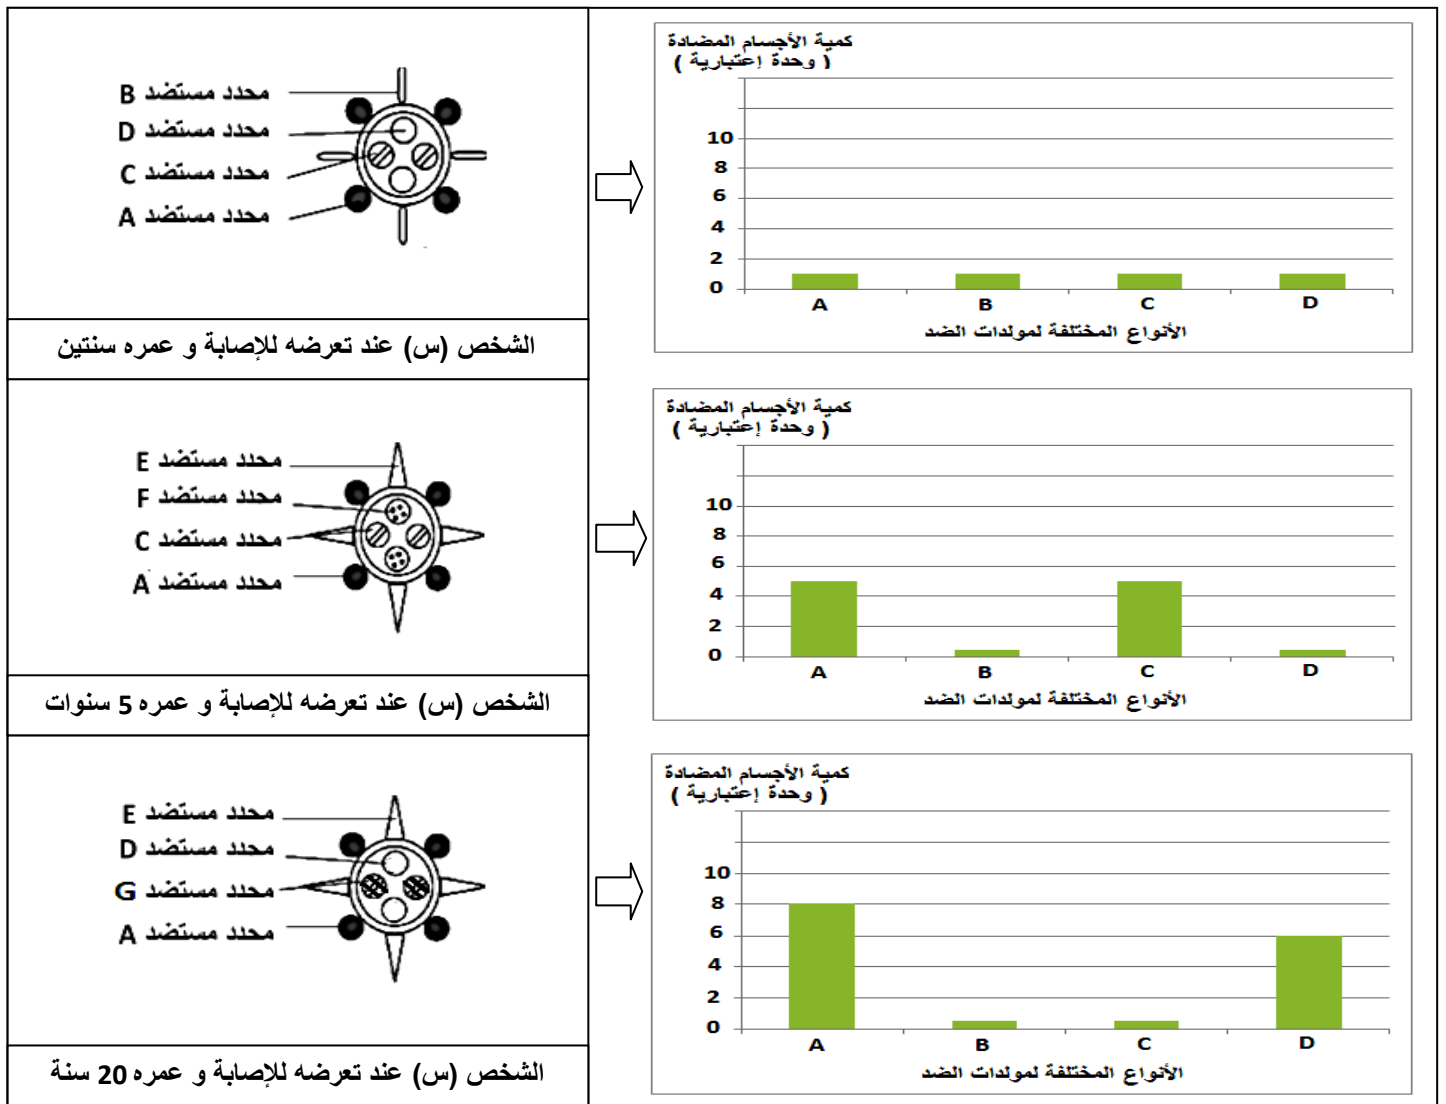 محدد مستضد B
محدد مستضد D
محدد مستضد C
محدد مستضد A
الشخص (س) عند تعرضه للإصابة و عمره سنتين
كمية الأجسام المضادة
( وحدة إعتبارية )
10
8
6
4
2
0
A B C D
الأنواع المختلفة لمولدات الضد
محدد مستضد E
محدد مستضد F
محدد مستضد C
محدد مستضد A
الشخص (س) عند تعرضه للإصابة و عمره 5 سنوات
كمية الأجسام المضادة
( وحدة إعتبارية )
10
8
6
4
2
0
A B C D
الأنواع المختلفة لمولدات الضد
محدد مستضد E
محدد مستضد D
محدد مستضد G
محدد مستضد A
الشخص (س) عند تعرضه للإصابة و عمره 20 سنة
كمية الأجسام المضادة
( وحدة إعتبارية )
10
8
6
4
2
0
A B C D
الأنواع المختلفة لمولدات الضد